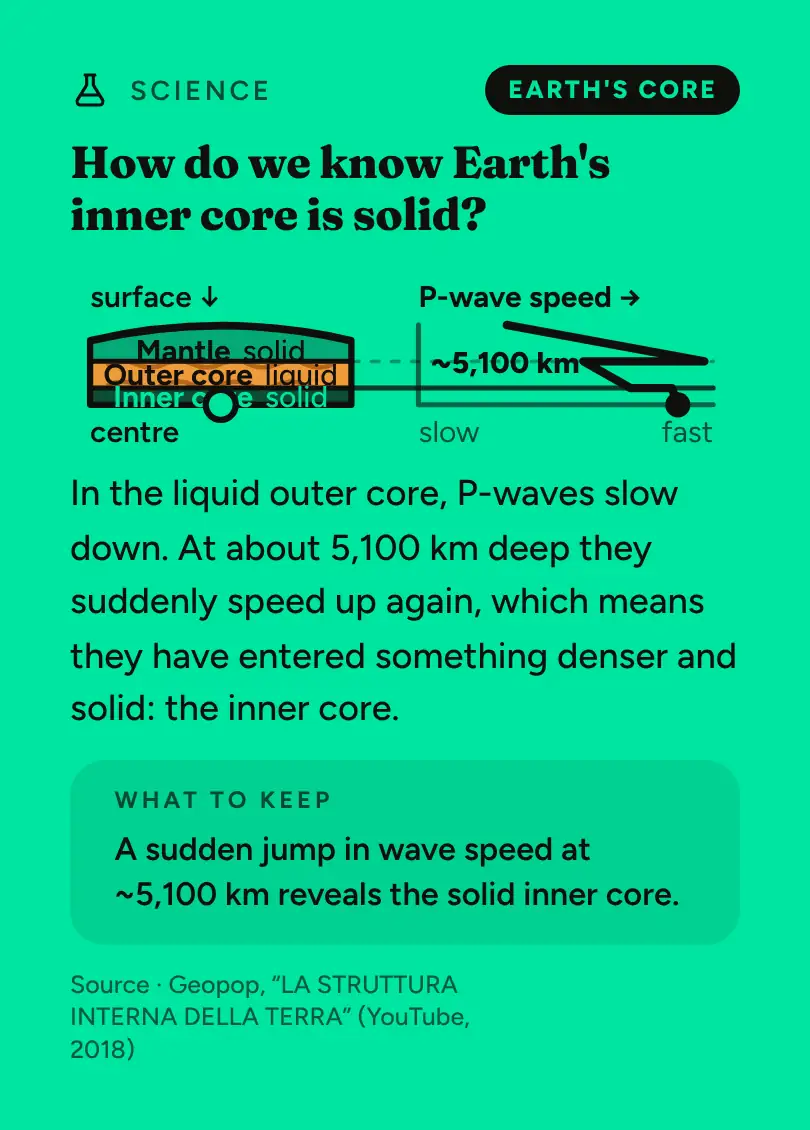 SCIENCE
EARTH'S CORE
How do we know Earth's
inner core is solid?
surface ↓
P-wave speed →
Mantle solid
~5,100 km
Outer core liquid
Inner core solid
centre
slow
fast
In the liquid outer core, P-waves slow
down. At about 5,100 km deep they
suddenly speed up again, which means
they have entered something denser and
solid: the inner core.
WHAT TO KEEP
A sudden jump in wave speed at
~5,100 km reveals the solid inner core.
Source · Geopop, “LA STRUTTURA
INTERNA DELLA TERRA” (YouTube,
2018)